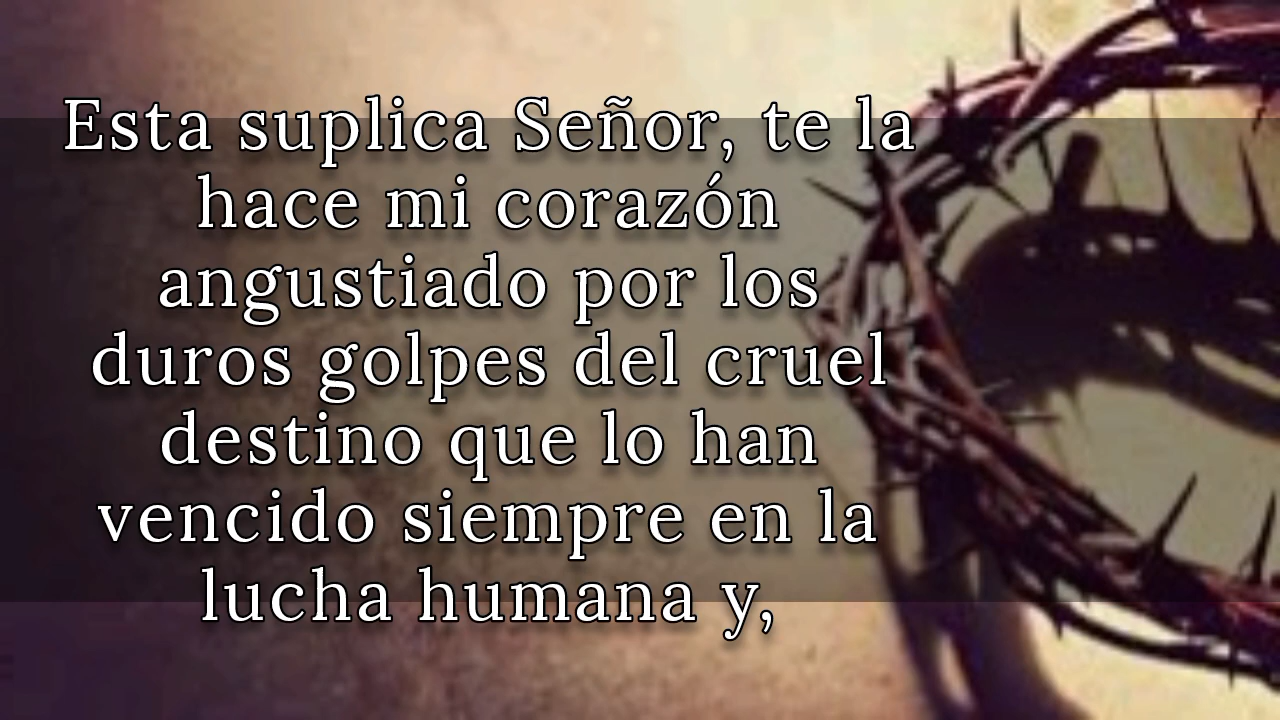 Esta suplica Señor, te la
hace mi corazón
angustiado por los
duros golpes del cruel
destino que lo han
vencido siempre en la
lucha humana y,